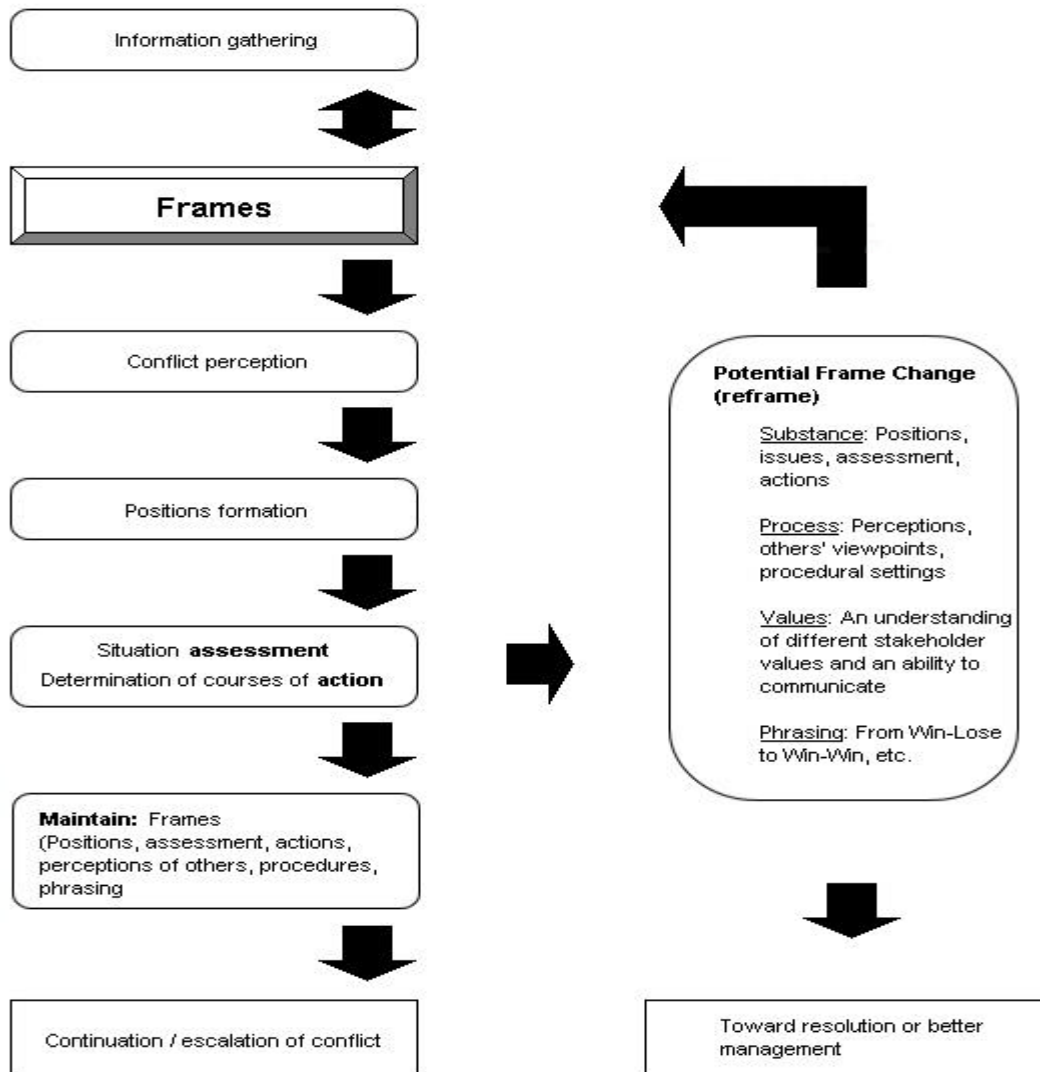 Information gathering
Frames
Conflict perception
Positions formation
Situation assessment
Determination of courses of action
Maintain: Frames
(Positions, assessment, actions,
perceptions of others, procedures,
phrasing
Continuation / escalation of conflict
Potential Frame Change
(reframe)
Substance: Positions,
issues, assessment,
actions
Process: Perceptions,
others' viewpoints,
procedural settings
Values: An understanding
of different stakeholder
values and an ability to
communicate
Phrasing: From Win-Lose
to Win-Win, etc.
Toward resolution or better
management